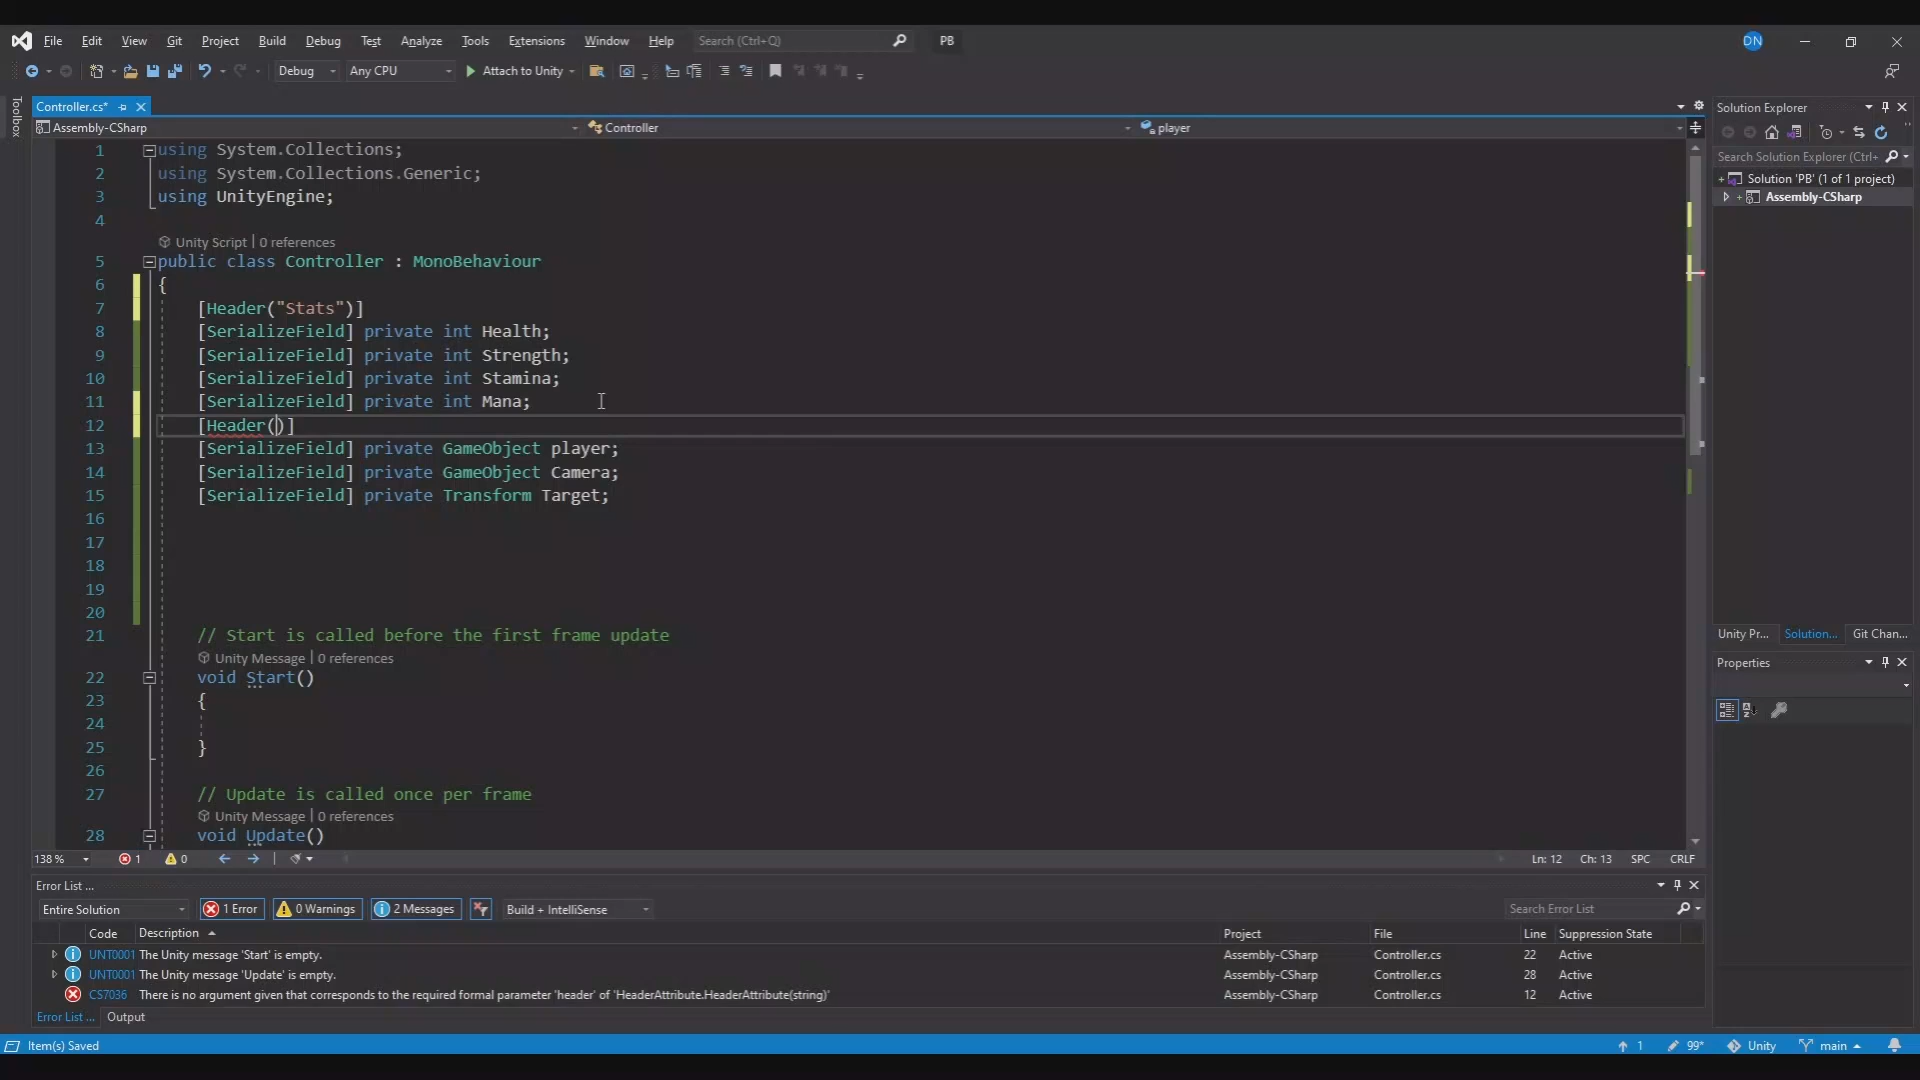 File Edit View Git Project Build Debug Test Analyze Tools Extensions Window Help Search (Ctrl+Q) PB DN
Debug Any CPU Attach to Unity
Toolbox
Controller.cs*
Assembly-CSharp Controller player
1 using System.Collections;
2 using System.Collections.Generic;
3 using UnityEngine;
4
Unity Script | 0 references
5 public class Controller : MonoBehaviour
6 {
7 [Header("Stats")]
8 [SerializeField] private int Health;
9 [SerializeField] private int Strength;
10 [SerializeField] private int Stamina;
11 [SerializeField] private int Mana;
12 [Header()]
13 [SerializeField] private GameObject player;
14 [SerializeField] private GameObject Camera;
15 [SerializeField] private Transform Target;
16
17
18
19
20
21 // Start is called before the first frame update
Unity Message | 0 references
22 void Start()
23 {
24
25 }
26
27 // Update is called once per frame
Unity Message | 0 references
28 void Update()
138 % 1 0 Ln: 12 Ch: 13 SPC CRLF
Error List ...
Entire Solution 1 Error 0 Warnings 2 Messages Build + IntelliSense Search Error List
Code Description Project File Line Suppression State
UNT0001 The Unity message 'Start' is empty. Assembly-CSharp Controller.cs 22 Active
UNT0001 The Unity message 'Update' is empty. Assembly-CSharp Controller.cs 28 Active
CS7036 There is no argument given that corresponds to the required formal parameter 'header' of 'HeaderAttribute.HeaderAttribute(string)' Assembly-CSharp Controller.cs 12 Active
Error List ... Output
Solution Explorer
Search Solution Explorer (Ctrl+
Solution 'PB' (1 of 1 project)
Assembly-CSharp
Unity Pr... Solution... Git Chan...
Properties
Item(s) Saved 1 99* Unity main